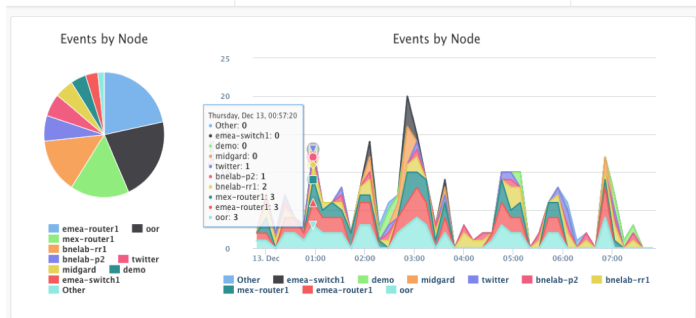 Events by Node
emea-router1 oor
mex-router1
bnelab-rr1
bnelab-p2 twitter
midgard demo
emea-switch1
Other
Events by Node
25
20
15
0
Thursday, Dec 13, 00:57:20
Other: 0
emea-switch1: 0
demo: 0
midgard: 0
twitter: 1
bnelab-p2: 1
bnelab-rr1: 2
mex-router1: 3
emea-router1: 3
oor: 3
13. Dec 01:00 02:00 03:00 04:00 05:00 06:00 07:00
Other emea-switch1 demo midgard twitter bnelab-p2 bnelab-rr1
mex-router1 emea-router1 oor